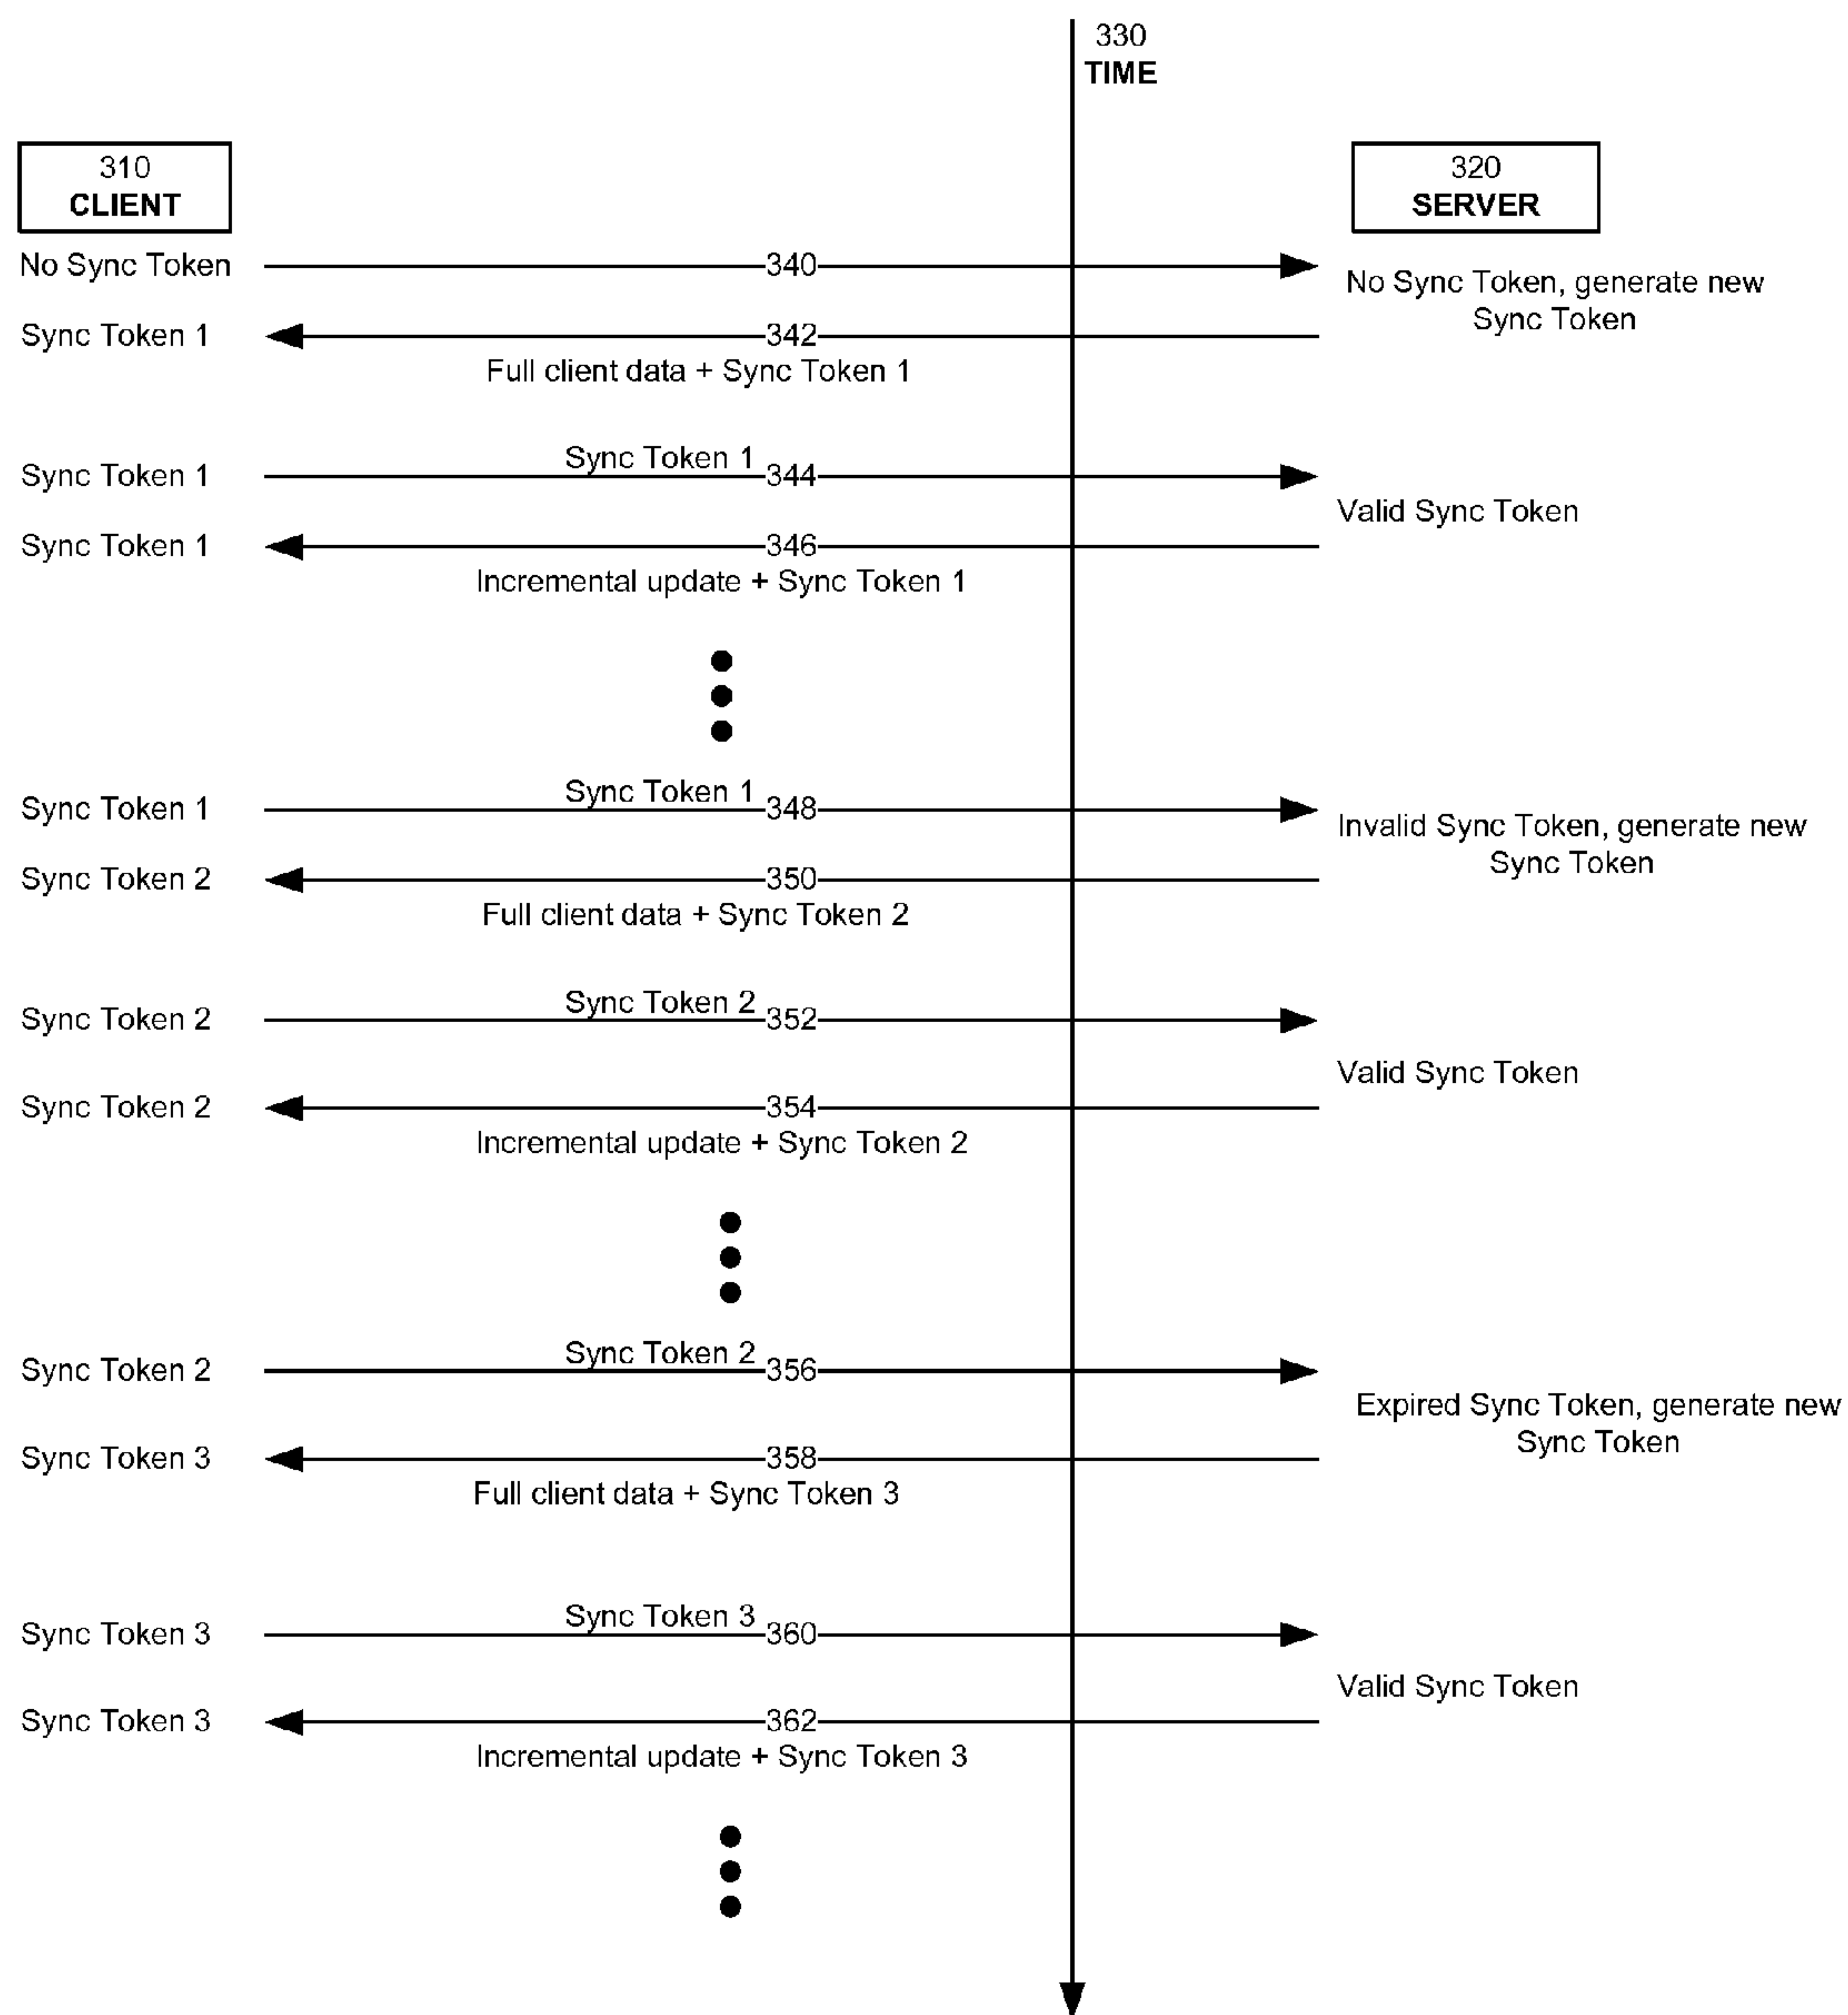 330
TIME
310
CLIENT
320
SERVER
No Sync Token
340
No Sync Token, generate new
Sync Token
Sync Token 1
342
Full client data + Sync Token 1
Sync Token 1
Sync Token 1
344
Valid Sync Token
Sync Token 1
346
Incremental update + Sync Token 1
Sync Token 1
Sync Token 1
348
Invalid Sync Token, generate new
Sync Token
Sync Token 2
350
Full client data + Sync Token 2
Sync Token 2
Sync Token 2
352
Valid Sync Token
Sync Token 2
354
Incremental update + Sync Token 2
Sync Token 2
Sync Token 2
356
Expired Sync Token, generate new
Sync Token
Sync Token 3
358
Full client data + Sync Token 3
Sync Token 3
Sync Token 3
360
Valid Sync Token
Sync Token 3
362
Incremental update + Sync Token 3